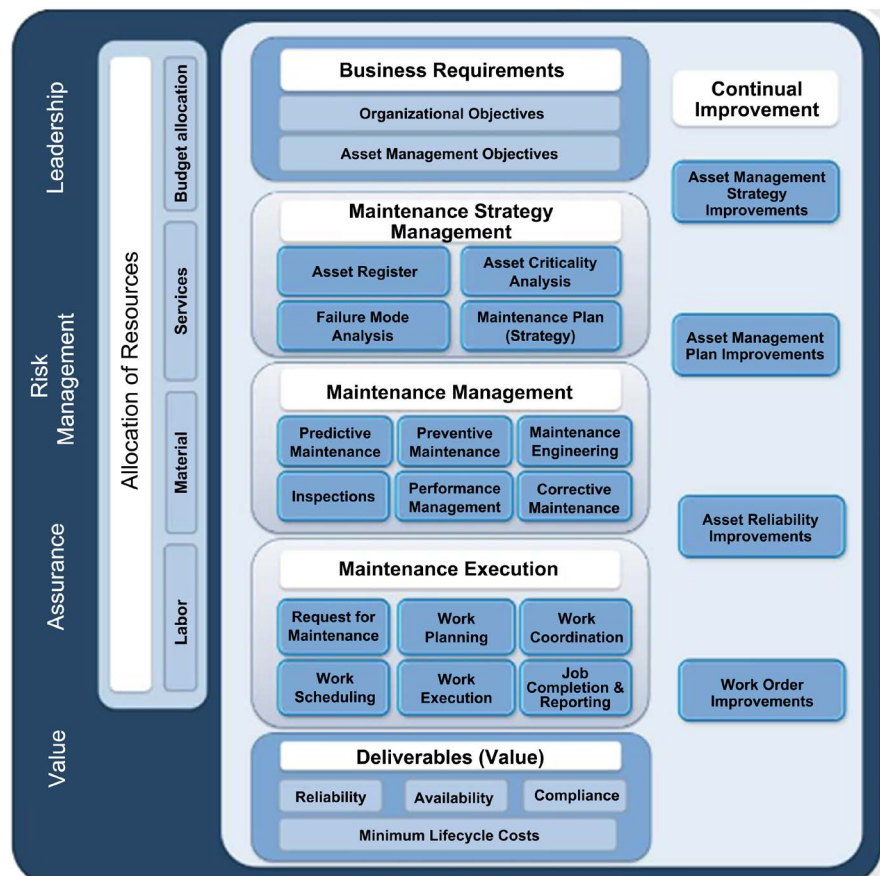 Leadership
Risk
Management
Assurance
Value
Allocation of Resources
Budget allocation
Services
Material
Labor
Business Requirements
Organizational Objectives
Asset Management Objectives
Maintenance Strategy
Management
Asset Register
Asset Criticality
Analysis
Failure Mode
Analysis
Maintenance Plan
(Strategy)
Maintenance Management
Predictive
Maintenance
Preventive
Maintenance
Maintenance
Engineering
Inspections
Performance
Management
Corrective
Maintenance
Maintenance Execution
Request for
Maintenance
Work
Planning
Work
Coordination
Work
Scheduling
Work
Execution
Job
Completion &
Reporting
Deliverables (Value)
Reliability
Availability
Compliance
Minimum Lifecycle Costs
Continual
Improvement
Asset Management
Strategy
Improvements
Asset Management
Plan Improvements
Asset Reliability
Improvements
Work Order
Improvements